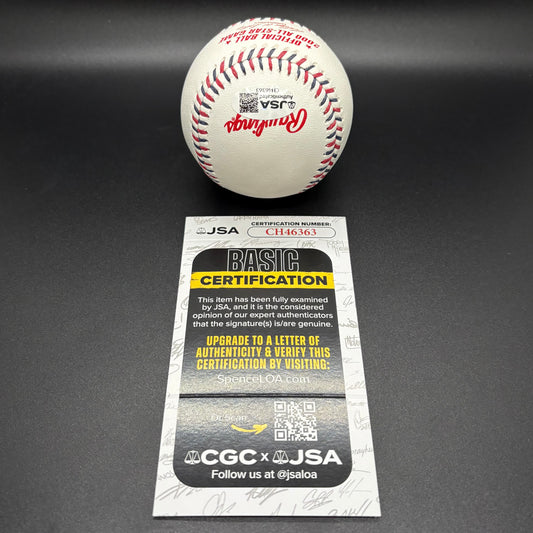 OFFICIAL BALL
2000 ALL-STAR GAME
CH46363
Authenticated
JSA
Rawlings
JSA
CERTIFICATION NUMBER:
CH46363
BASIC
CERTIFICATION
This item has been fully examined
by JSA, and it is the considered
opinion of our expert authenticators
that the signature(s) is/are genuine.
UPGRADE TO A LETTER OF
AUTHENTICITY & VERIFY THIS
CERTIFICATION BY VISITING:
SpenceLOA.com
Or Scan
CGC x JSA
Follow us at @jsaloa